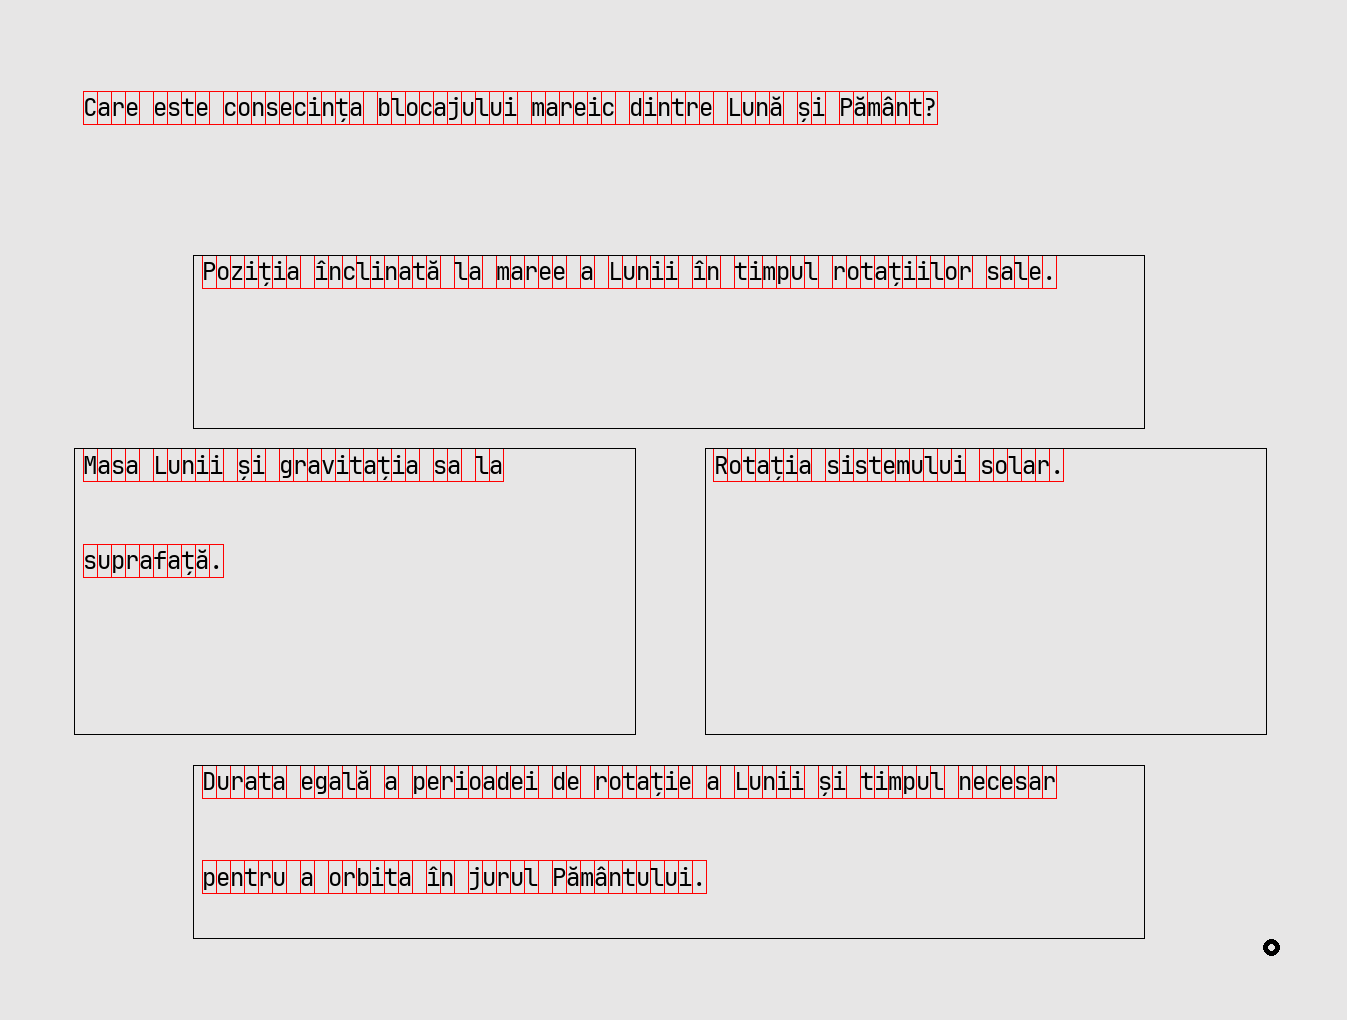 Care este consecința blocajului mareic dintre Lună și Pământ?
Poziția înclinată la maree a Lunii în timpul rotațiilor sale.
Masa Lunii și gravitația sa la
suprafață.
Rotația sistemului solar.
Durata egală a perioadei de rotație a Lunii și timpul necesar
pentru a orbita în jurul Pământului.